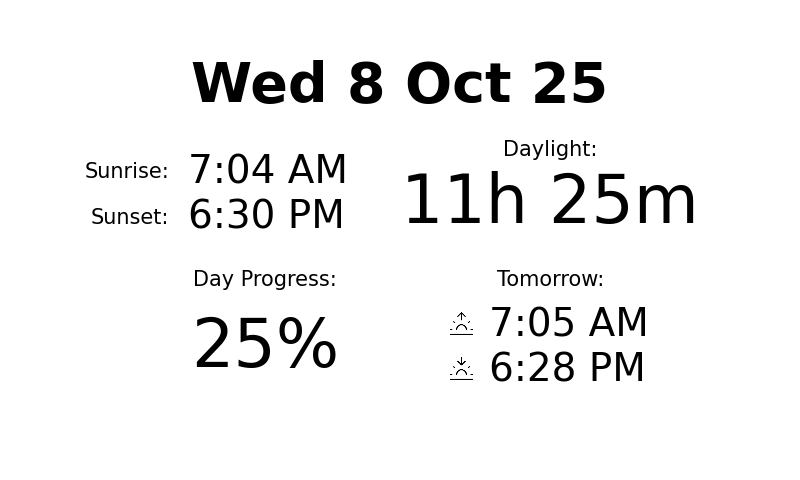 Wed 8 Oct 25
Sunrise: 7:04 AM
Sunset: 6:30 PM
Daylight:
11h 25m
Day Progress:
25%
Tomorrow:
7:05 AM
6:28 PM